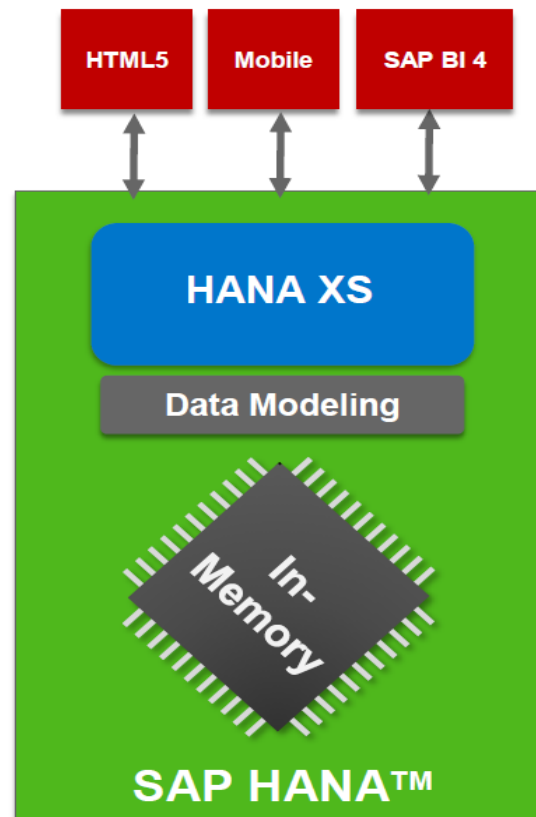 HTML5
Mobile
SAP BI 4
HANA XS
Data Modeling
In-
Memory
SAP HANA™